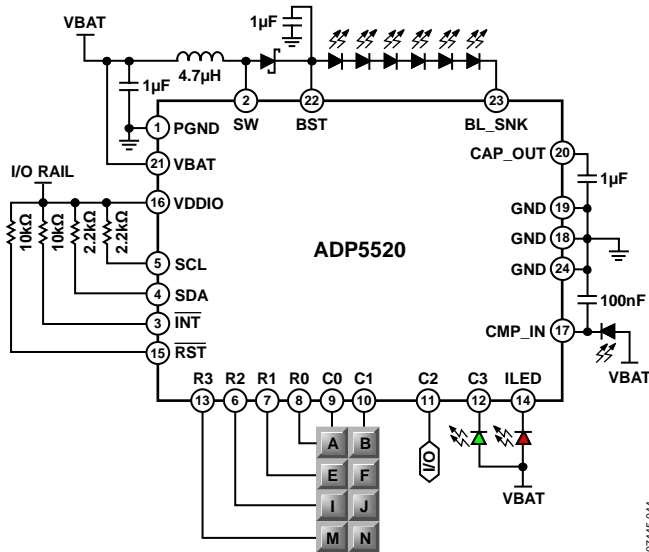 VBAT
1µF
1µF
4.7µH
2
22
23
SW
BST
BL_SNK
1
PGND
21
VBAT
I/O RAIL
16
VDDIO
10kΩ
10kΩ
2.2kΩ
2.2kΩ
5
SCL
4
SDA
3
INT
15
RST
ADP5520
CAP_OUT
20
1µF
GND
19
GND
18
GND
24
100nF
CMP_IN
17
VBAT
R3
R2
R1
R0
C0
C1
C2
C3
ILED
13
6
7
8
9
10
11
12
14
A
B
E
F
I
J
M
N
I/O
VBAT